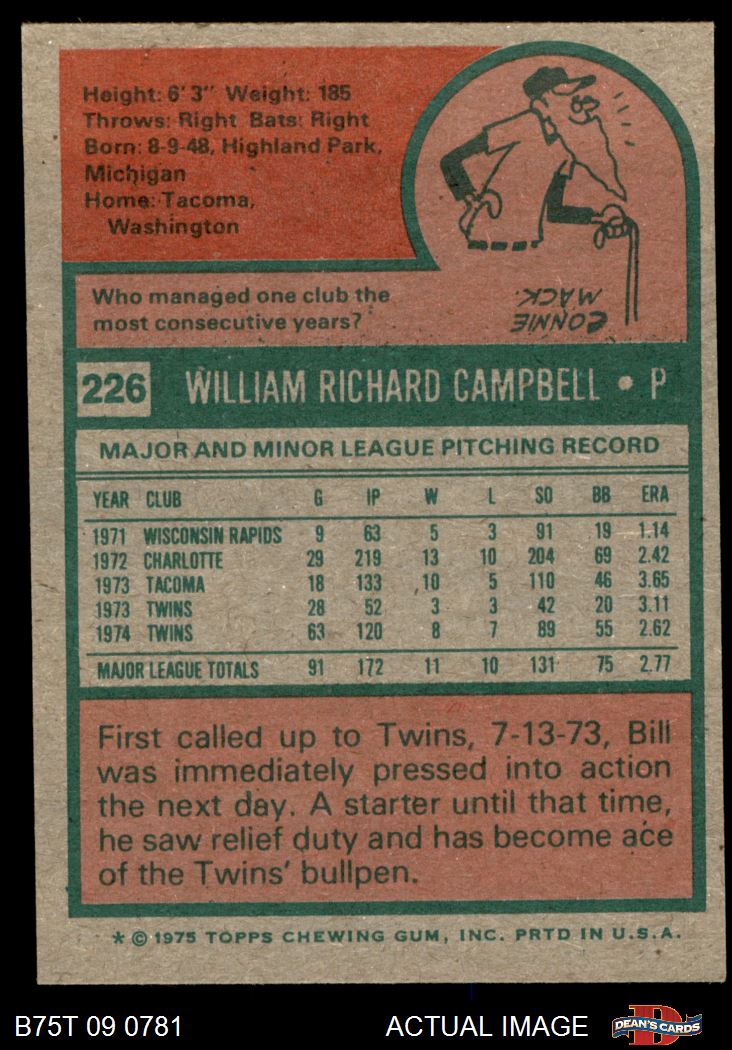 Height: 6' 3" Weight: 185
Throws: Right Bats: Right
Born: 8-9-48, Highland Park,
Michigan
Home: Tacoma,
Washington
Who managed one club the
most consecutive years?
CONNIE
MACK.
226 WILLIAM RICHARD CAMPBELL • P
MAJOR AND MINOR LEAGUE PITCHING RECORD
YEAR CLUB G IP W L SO BB ERA
1971 WISCONSIN RAPIDS 9 63 5 3 91 19 1.14
1972 CHARLOTTE 29 219 13 10 204 69 2.42
1973 TACOMA 18 133 10 5 110 46 3.65
1973 TWINS 28 52 3 3 42 20 3.11
1974 TWINS 63 120 8 7 89 55 2.62
MAJOR LEAGUE TOTALS 91 172 11 10 131 75 2.77
First called up to Twins, 7-13-73, Bill
was immediately pressed into action
the next day. A starter until that time,
he saw relief duty and has become ace
of the Twins' bullpen.
* © 1975 TOPPS CHEWING GUM, INC. PRTD IN U.S.A.
B75T 09 0781 ACTUAL IMAGE DEAN'S CARDS